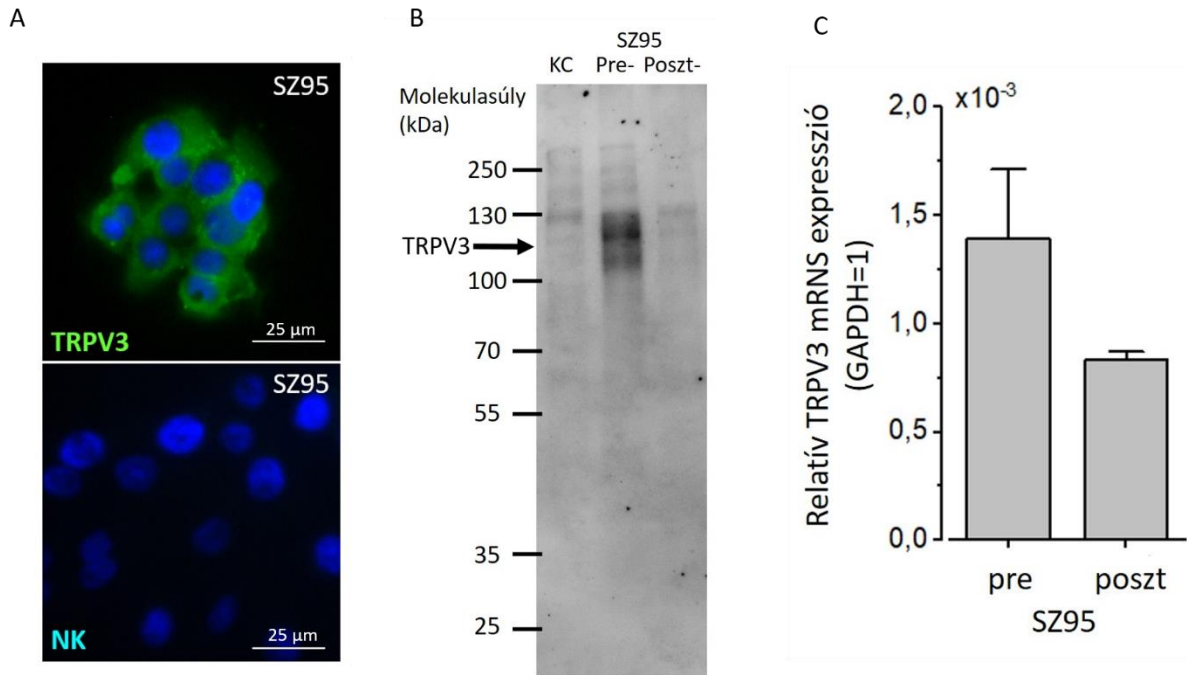 A
SZ95
TRPV3
25 µm
SZ95
NK
25 µm
B
SZ95
KC Pre- Poszt-
Molekulasúly
(kDa)
250
130
TRPV3
100
70
55
35
25
C
Relatív TRPV3 mRNS expresszió
(GAPDH=1)
x10-3
2,0
1,5
1,0
0,5
0,0
pre poszt
SZ95